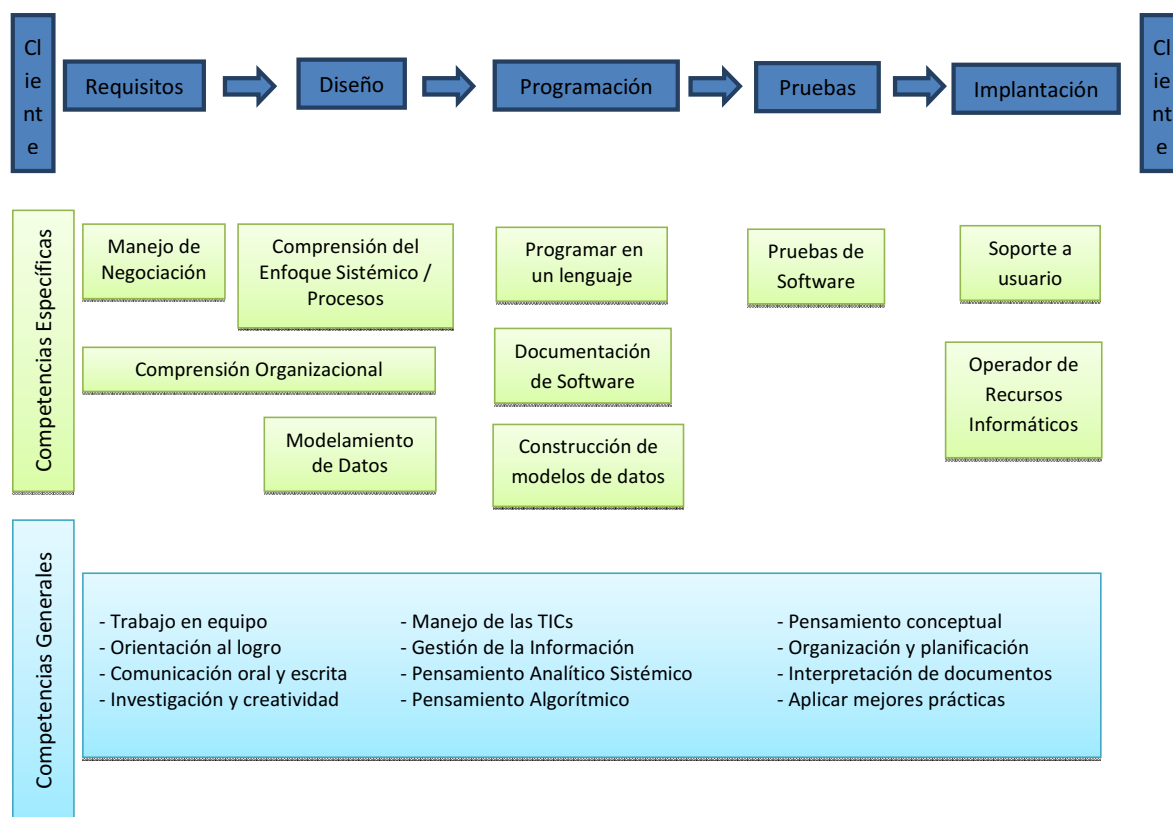 Cl
ie
nt
e
Requisitos
Diseño
Programación
Pruebas
Implantación
Cl
ie
nt
e
Competencias Específicas
Manejo de
Negociación
Comprensión del
Enfoque Sistémico /
Procesos
Programar en
un lenguaje
Pruebas de
Software
Soporte a
usuario
Comprensión Organizacional
Documentación
de Software
Operador de
Recursos
Informáticos
Modelamiento
de Datos
Construcción de
modelos de datos
Competencias Generales
- Trabajo en equipo
- Orientación al logro
- Comunicación oral y escrita
- Investigación y creatividad
- Manejo de las TICs
- Gestión de la Información
- Pensamiento Analítico Sistémico
- Pensamiento Algorítmico
- Pensamiento conceptual
- Organización y planificación
- Interpretación de documentos
- Aplicar mejores prácticas